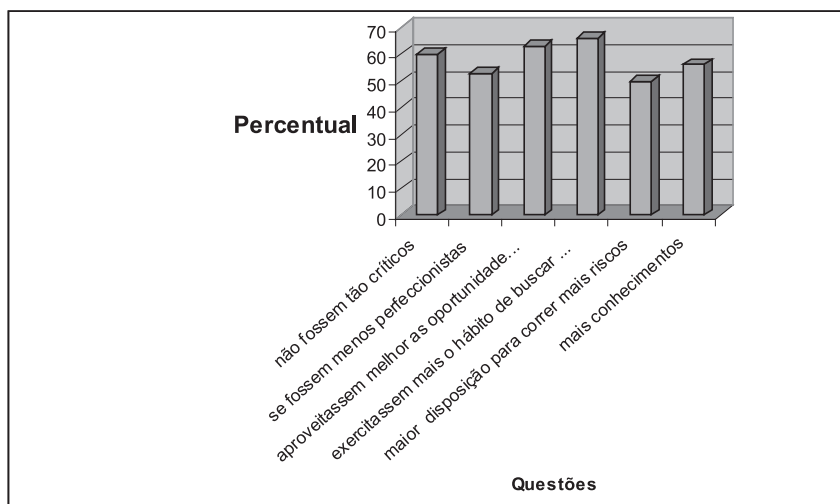 70
60
50
40
30
20
10
0
Percentual
não fossem tão críticos
se fossem menos perfeccionistas
aproveitassem melhor as oportunidade...
exercitassem mais o hábito de buscar ...
maior disposição para correr mais riscos
mais conhecimentos
Questões